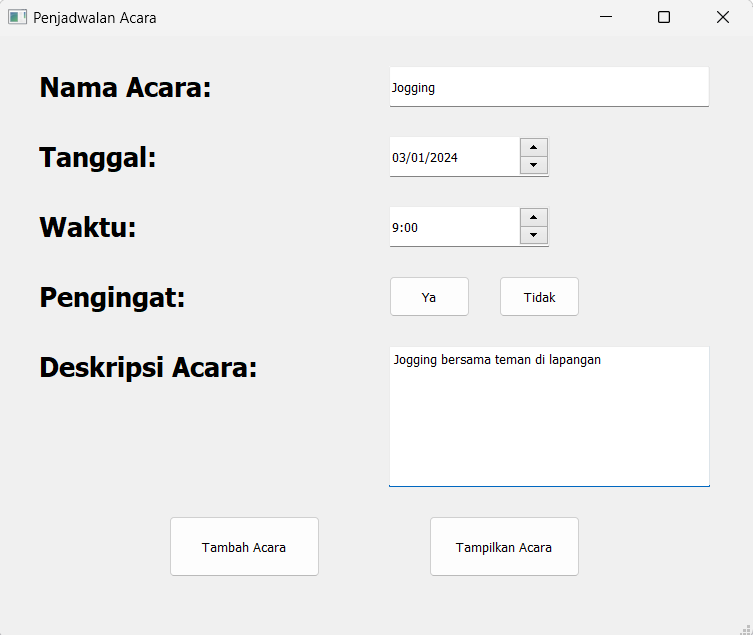 Penjadwalan Acara
Nama Acara:
Jogging
Tanggal:
03/01/2024
Waktu:
9:00
Pengingat:
Ya
Tidak
Deskripsi Acara:
Jogging bersama teman di lapangan
Tambah Acara
Tampilkan Acara